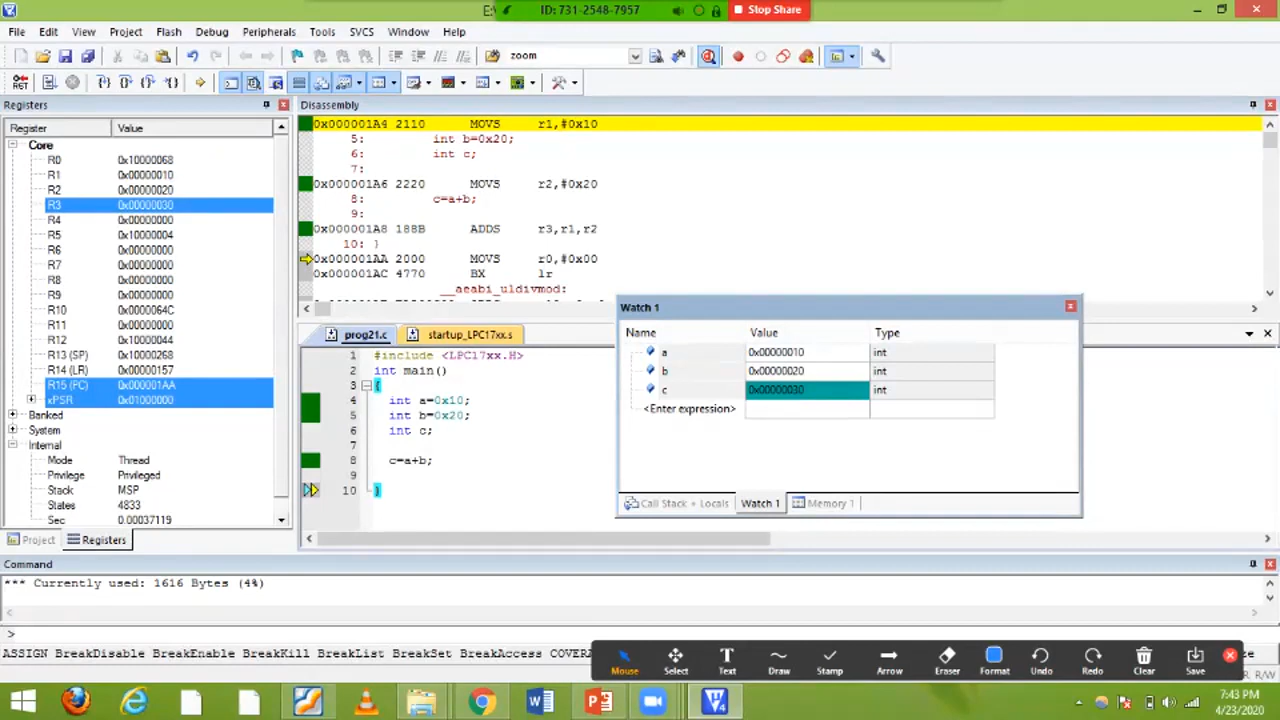 E:\
ID: 731-2548-7957
Stop Share
File Edit View Project Flash Debug Peripherals Tools SVCS Window Help
zoom
Registers
Register Value
Core
R0 0x10000068
R1 0x00000010
R2 0x00000020
R3 0x00000030
R4 0x00000000
R5 0x10000004
R6 0x00000000
R7 0x00000000
R8 0x00000000
R9 0x00000000
R10 0x0000064C
R11 0x00000000
R12 0x10000044
R13 (SP) 0x10000268
R14 (LR) 0x00000157
R15 (PC) 0x000001AA
xPSR 0x01000000
Banked
System
Internal
Mode Thread
Privilege Privileged
Stack MSP
States 4833
Sec 0.00037119
Project Registers
Disassembly
0x000001A4 2110 MOVS r1,#0x10
5: int b=0x20;
6: int c;
7:
0x000001A6 2220 MOVS r2,#0x20
8: c=a+b;
9:
0x000001A8 188B ADDS r3,r1,r2
10: }
0x000001AA 2000 MOVS r0,#0x00
0x000001AC 4770 BX lr
__aeabi_uldivmod:
prog21.c startup_LPC17xx.s
1 #include <LPC17xx.H>
2 int main()
3 {
4 int a=0x10;
5 int b=0x20;
6 int c;
7
8 c=a+b;
9
10 }
Watch 1
Name Value Type
a 0x00000010 int
b 0x00000020 int
c 0x00000030 int
<Enter expression>
Call Stack + Locals Watch 1 Memory 1
Command
*** Currently used: 1616 Bytes (4%)
>
ASSIGN BreakDisable BreakEnable BreakKill BreakList BreakSet BreakAccess COVERA
R/W
Mouse Select Text Draw Stamp Arrow Eraser Format Undo Redo Clear Save
7:43 PM
4/23/2020